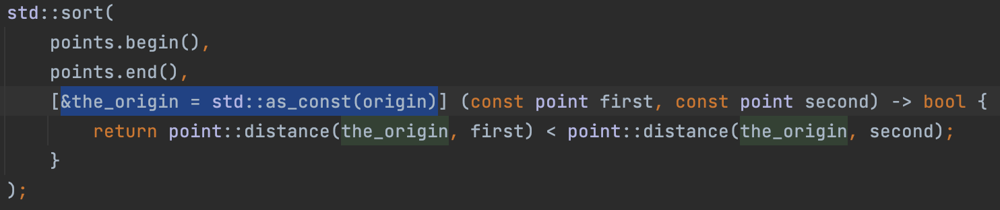 std::sort(
    points.begin(),
    points.end(),
    [&the_origin = std::as_const(origin)] (const point first, const point second) -> bool {
        return point::distance(the_origin, first) < point::distance(the_origin, second);
    }
);